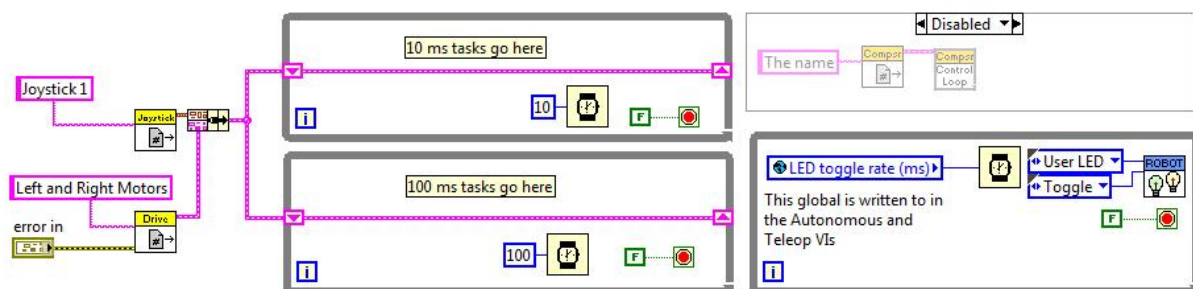 Joystick 1
Joystick
Left and Right Motors
Drive
error in
10 ms tasks go here
10
i
F
100 ms tasks go here
100
i
F
Disabled
The name
Compsr
Compsr
Control
Loop
LED toggle rate (ms)
This global is written to in
the Autonomous and
Teleop VIs
User LED
Toggle
ROBOT
F
i